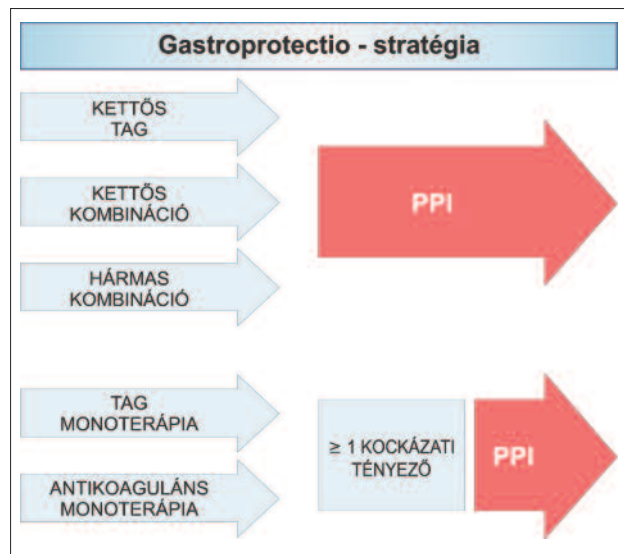 Gastroprotectio - stratégia
KETTŐS
TAG
KETTŐS
KOMBINÁCIÓ
HÁRMAS
KOMBINÁCIÓ
PPI
TAG
MONOTERÁPIA
ANTIKOAGULÁNS
MONOTERÁPIA
≥ 1 KOCKÁZATI
TÉNYEZŐ
PPI